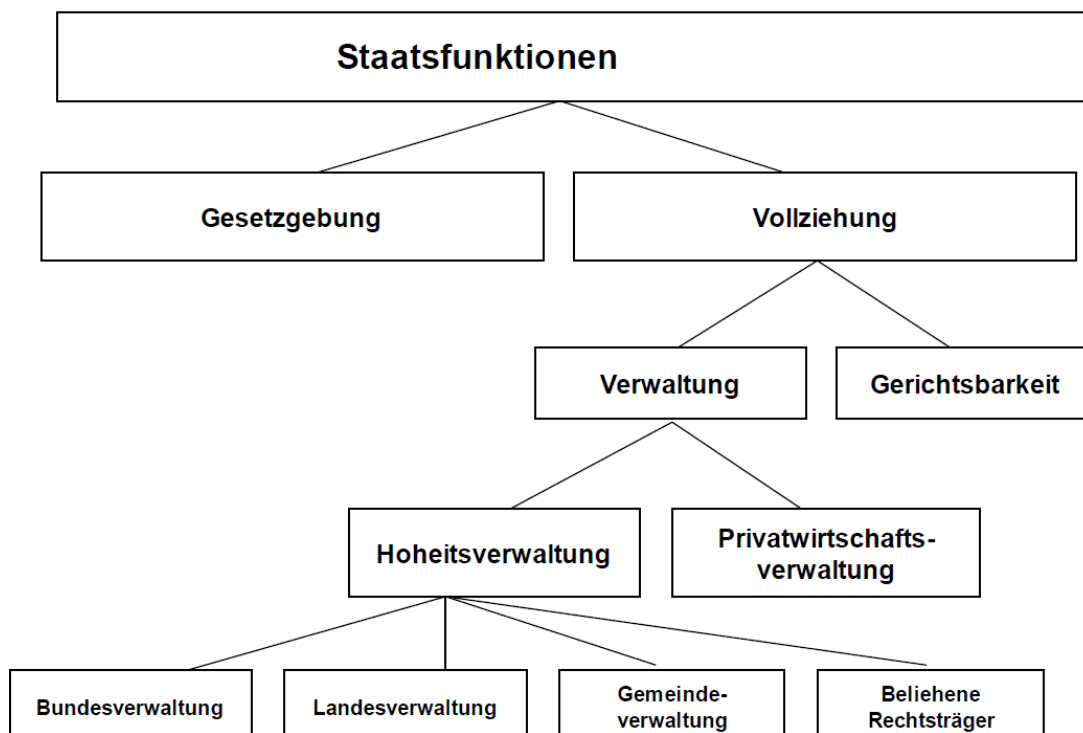 Staatsfunktionen
Gesetzgebung
Vollziehung
Verwaltung
Gerichtsbarkeit
Hoheitsverwaltung
Privatwirtschafts-
verwaltung
Bundesverwaltung
Landesverwaltung
Gemeinde-
verwaltung
Beliehene
Rechtsträger